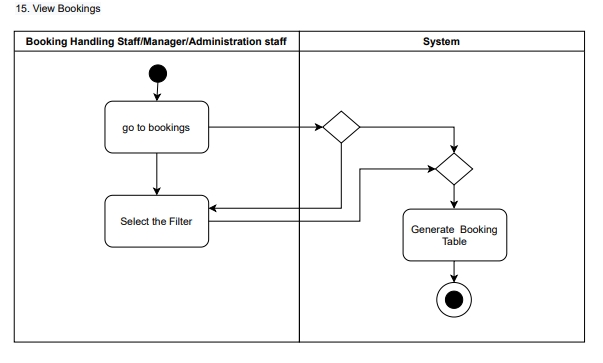 15. View Bookings
Booking Handling Staff/Manager/Administration staff
System
go to bookings
Select the Filter
Generate Booking
Table